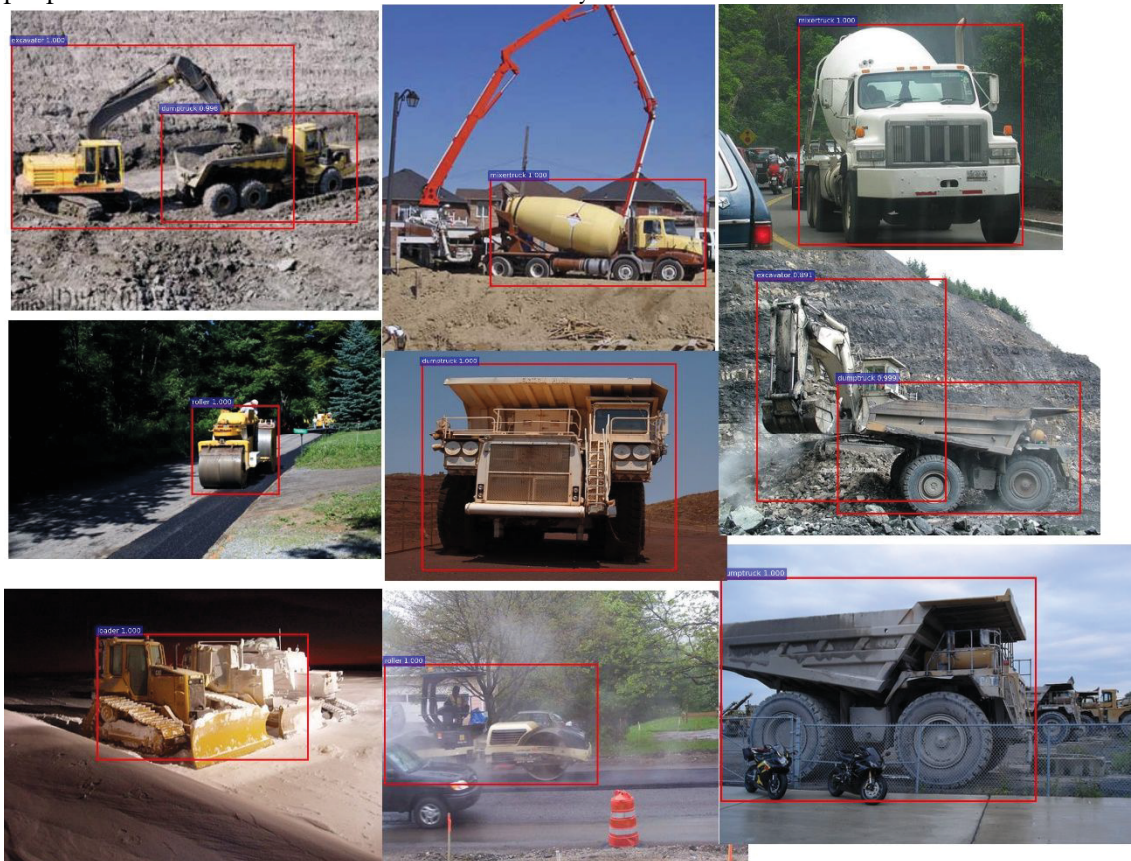 excavator 1.000
dumptruck 0.998
mixertruck 1.000
mixertruck 1.000
roller 1.000
dumptruck 1.000
excavator 0.891
dumptruck 0.999
loader 1.000
roller 1.000
umptruck 1.000